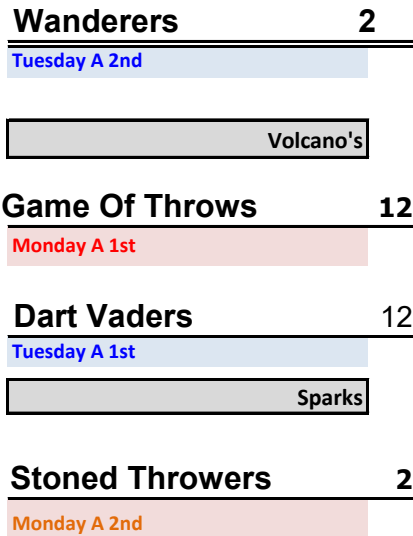 Wanderers 2
Tuesday A 2nd
Volcano's
Game Of Throws 12
Monday A 1st
Dart Vaders 12
Tuesday A 1st
Sparks
Stoned Throwers 2
Monday A 2nd